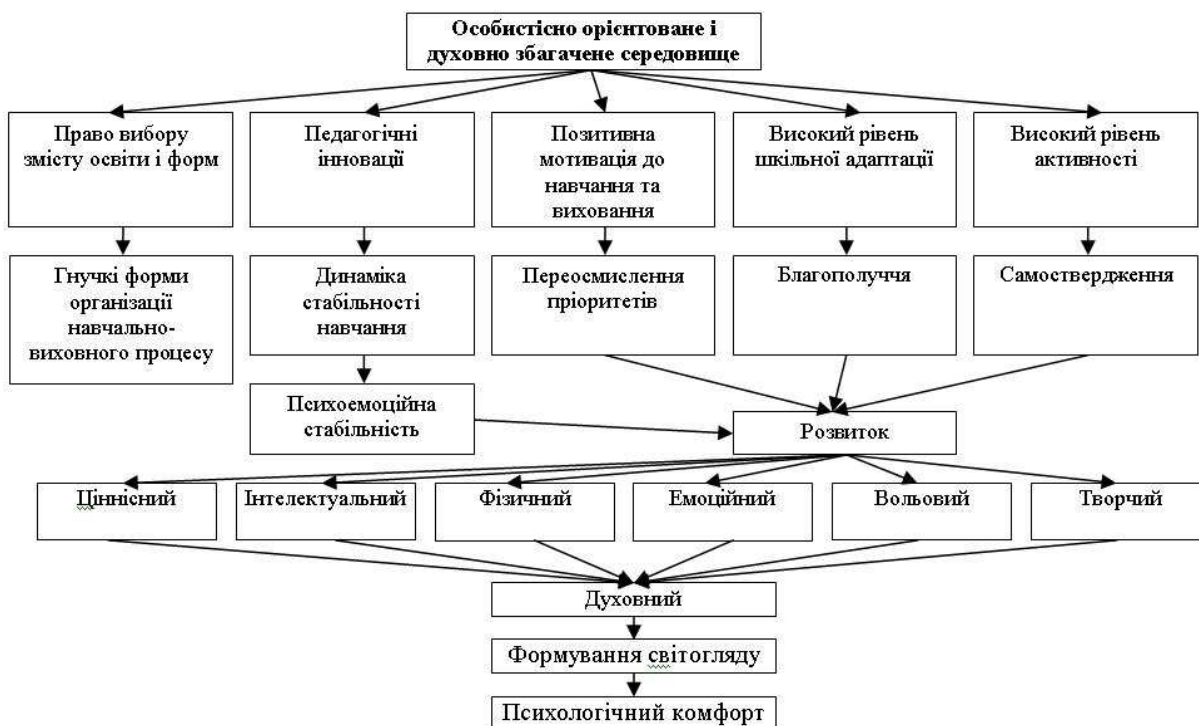 Особистісно орієнтоване і
духовно збагачене середовище
Право вибору
змісту освіти і форм
Педагогічні
інновації
Позитивна
мотивація до
навчання та
виховання
Високий рівень
шкільної адаптації
Високий рівень
активності
Гнучкі форми
організації
навчально-
виховного процесу
Динаміка
стабільності
навчання
Переосмислення
пріоритетів
Благополуччя
Самоствердження
Психоемоційна
стабільність
Розвиток
Ціннісний
Інтелектуальний
Фізичний
Емоційний
Вольовий
Творчий
Духовний
Формування світогляду
Психологічний комфорт